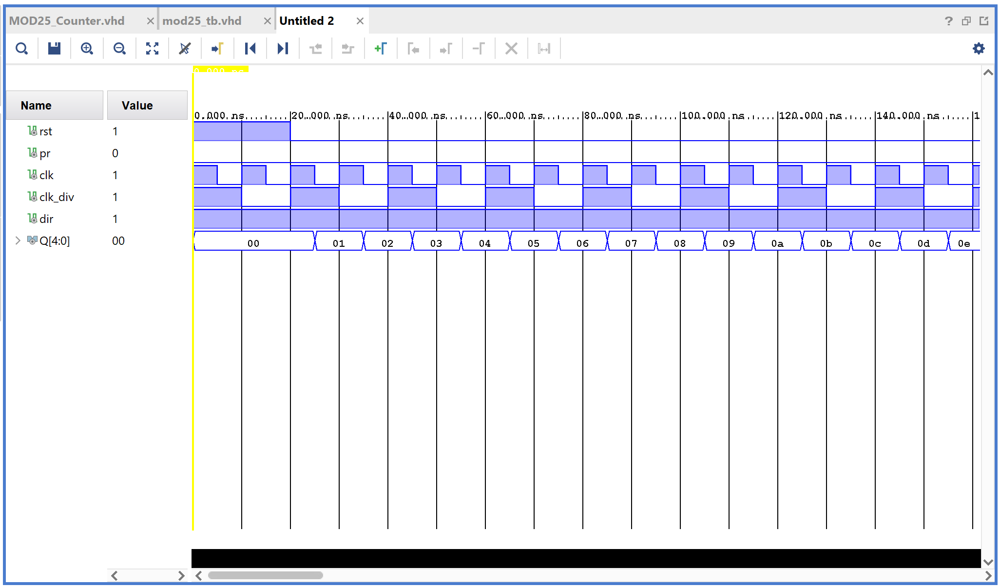 MOD25_Counter.vhd mod25_tb.vhd Untitled 2
0.000 ns
Name Value
0.000 ns 20.000 ns 40.000 ns 60.000 ns 80.000 ns 100.000 ns 120.000 ns 140.000 ns 1
rst 1
pr 0
clk 1
clk_div 1
dir 1
Q[4:0] 00 00 01 02 03 04 05 06 07 08 09 0a 0b 0c 0d 0e